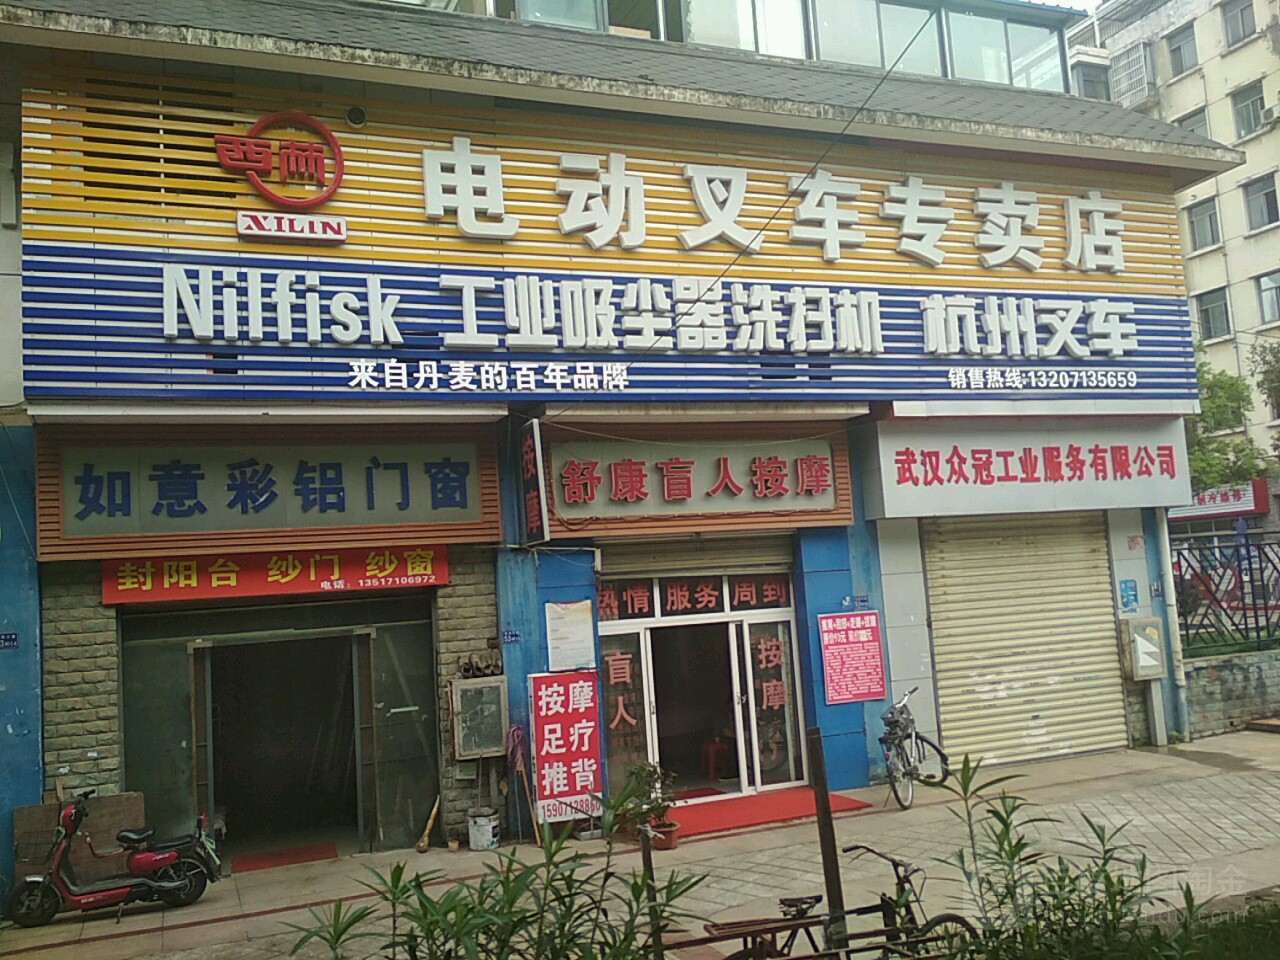 西林
XILIN
电动叉车专卖店
Nilfisk 工业吸尘器洗扫机 杭州叉车
来自丹麦的百年品牌
销售热线:13207135659
如意彩铝门窗
按摩
舒康盲人按摩
武汉众冠工业服务有限公司
封阳台 纱门 纱窗
电话：13517106972
热情 服务 周到
盲人
按摩
按摩
足疗
推背